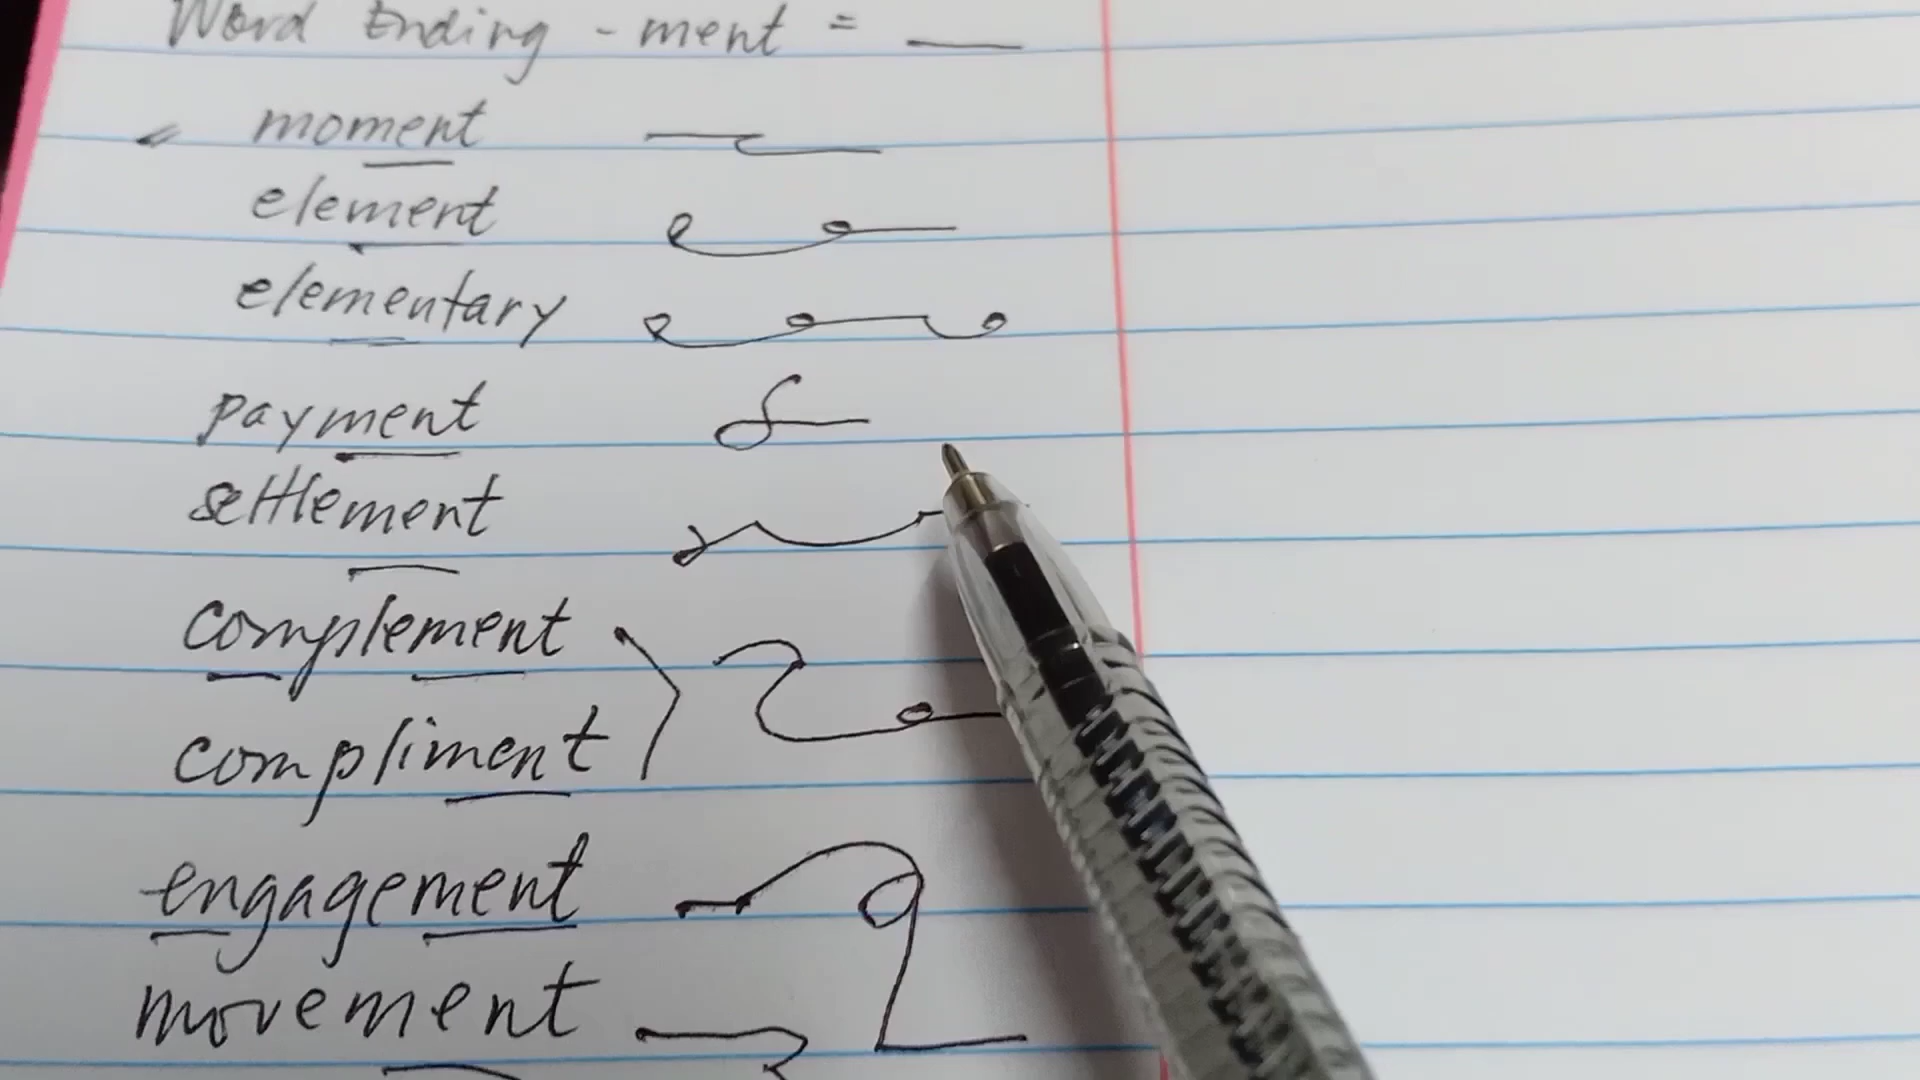 Word Ending - ment = —
moment
element
elementary
payment
settlement
complement
compliment
engagement
movement